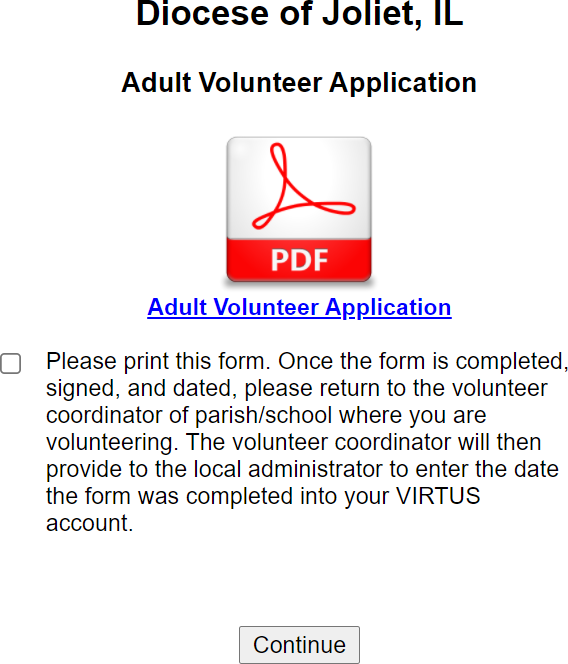 Diocese of Joliet, IL
Adult Volunteer Application
PDF
Adult Volunteer Application
Please print this form. Once the form is completed,
signed, and dated, please return to the volunteer
coordinator of parish/school where you are
volunteering. The volunteer coordinator will then
provide to the local administrator to enter the date
the form was completed into your VIRTUS
account.
Continue